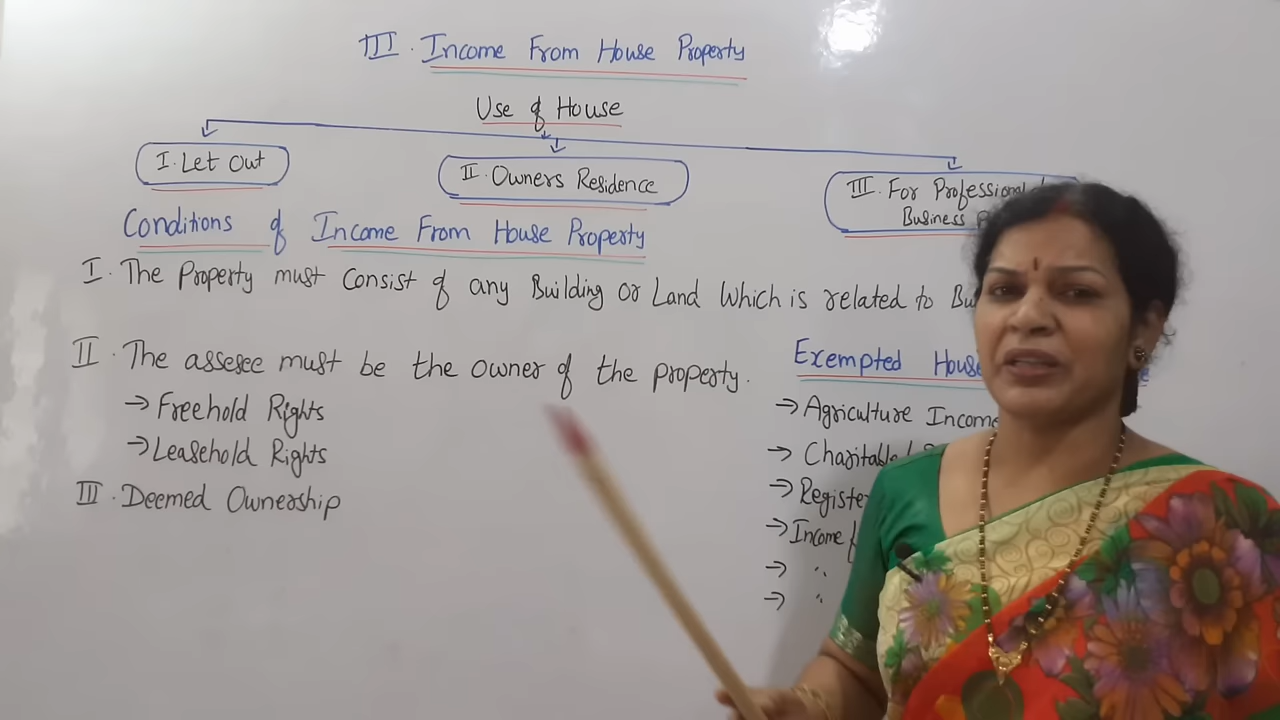 III. Income From House Property
Use of House
I. Let Out
II. Owners Residence
III. For Professional
Business
Conditions of Income From House Property
I. The Property must Consist of any Building or Land Which is related to
II. The assesee must be the owner of the property.
→ Freehold Rights
→ Leasehold Rights
III. Deemed Ownership
Exempted
→ Agriculture Income
→ Charitable
→
→ Income
→ "
→ "